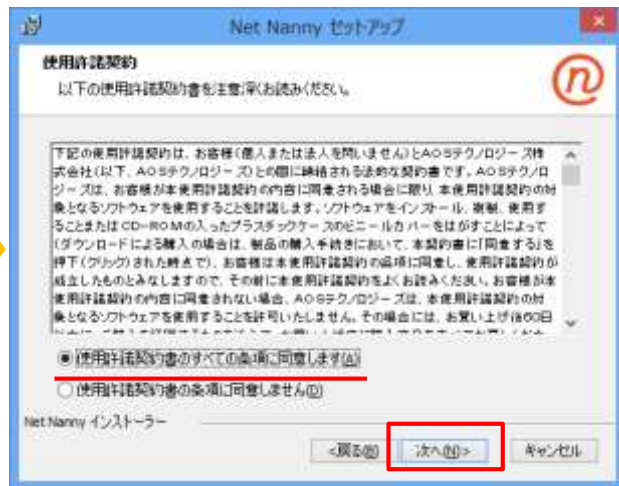 Net Nanny セットアップ
使用許諾契約
以下の使用許諾契約書を注意深くお読みください。
n
下記の使用許諾契約は、お客様(個人または法人を問いません)とAOSテクノロジーズ株
式会社(以下、AOSテクノロジーズ)との間に締結される法的な契約書です。AOSテクノロ
ジーズは、お客様が本使用許諾契約の内容に同意される場合に限り、本使用許諾契約の対
象となるソフトウェアを使用することを許諾します。ソフトウェアをインストール、複製、使用す
ることまたはCD-ROMの入ったプラスチックケースのビニールカバーをはがすことによって
(ダウンロードによる購入の場合は、製品の購入手続きにおいて、本契約書に「同意する」を
押下(クリック)された時点で)、お客様は本使用許諾契約の各項に同意し、使用許諾契約が
成立したものとみなしますので、その前に本使用許諾契約をよくお読みください。お客様が本
使用許諾契約の内容に同意されない場合、AOSテクノロジーズは、本使用許諾契約の対
象となるソフトウェアを使用することを許可いたしません。その場合には、お買い上げ後60日
使用許諾契約書のすべての条項に同意します(A)
使用許諾契約書の条項に同意しません(D)
Net Nanny インストーラー
<戻る(B)
次へ(N)>
キャンセル